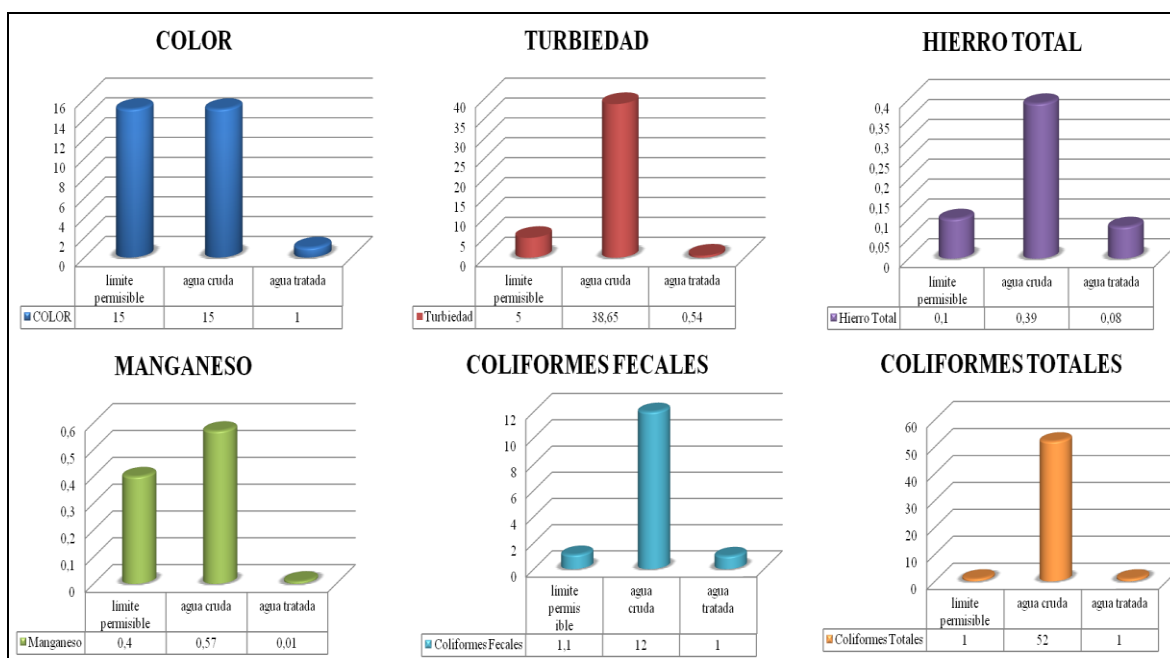 COLOR
16
14
12
10
8
6
4
2
0
limite
permisible
agua cruda
agua tratada
COLOR 15 15 1
TURBIEDAD
40
35
30
25
20
15
10
5
0
limite
permisible
agua cruda
agua tratada
Turbiedad 5 38,65 0,54
HIERRO TOTAL
0,4
0,35
0,3
0,25
0,2
0,15
0,1
0,05
0
limite
permisible
agua cruda
agua tratada
Hierro Total 0,1 0,39 0,08
MANGANESO
0,6
0,5
0,4
0,3
0,2
0,1
0
limite
permisible
agua cruda
agua tratada
Manganeso 0,4 0,57 0,01
COLIFORMES FECALES
12
10
8
6
4
2
0
limite
permis
ible
agua
cruda
agua
tratada
Coliformes Fecales 1,1 12 1
COLIFORMES TOTALES
60
50
40
30
20
10
0
limite
permisible
agua cruda
agua tratada
Coliformes Totales 1 52 1